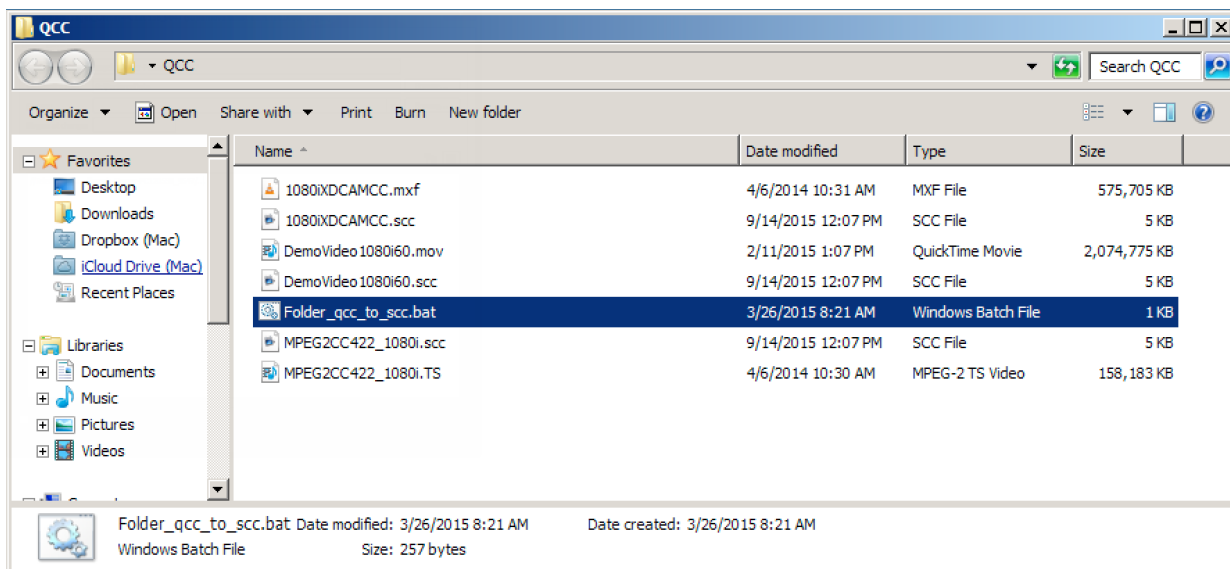 QCC
QCC Search QCC
Organize Open Share with Print Burn New folder
Name Date modified Type Size
Favorites
Desktop
Downloads
Dropbox (Mac)
iCloud Drive (Mac)
Recent Places
Libraries
Documents
Music
Pictures
Videos
1080iXDCAMCC.mxf 4/6/2014 10:31 AM MXF File 575,705 KB
1080iXDCAMCC.scc 9/14/2015 12:07 PM SCC File 5 KB
DemoVideo1080i60.mov 2/11/2015 1:07 PM QuickTime Movie 2,074,775 KB
DemoVideo1080i60.scc 9/14/2015 12:07 PM SCC File 5 KB
Folder_qcc_to_scc.bat 3/26/2015 8:21 AM Windows Batch File 1 KB
MPEG2CC422_1080i.scc 9/14/2015 12:07 PM SCC File 5 KB
MPEG2CC422_1080i.TS 4/6/2014 10:30 AM MPEG-2 TS Video 158,183 KB
Folder_qcc_to_scc.bat Date modified: 3/26/2015 8:21 AM Date created: 3/26/2015 8:21 AM
Windows Batch File Size: 257 bytes